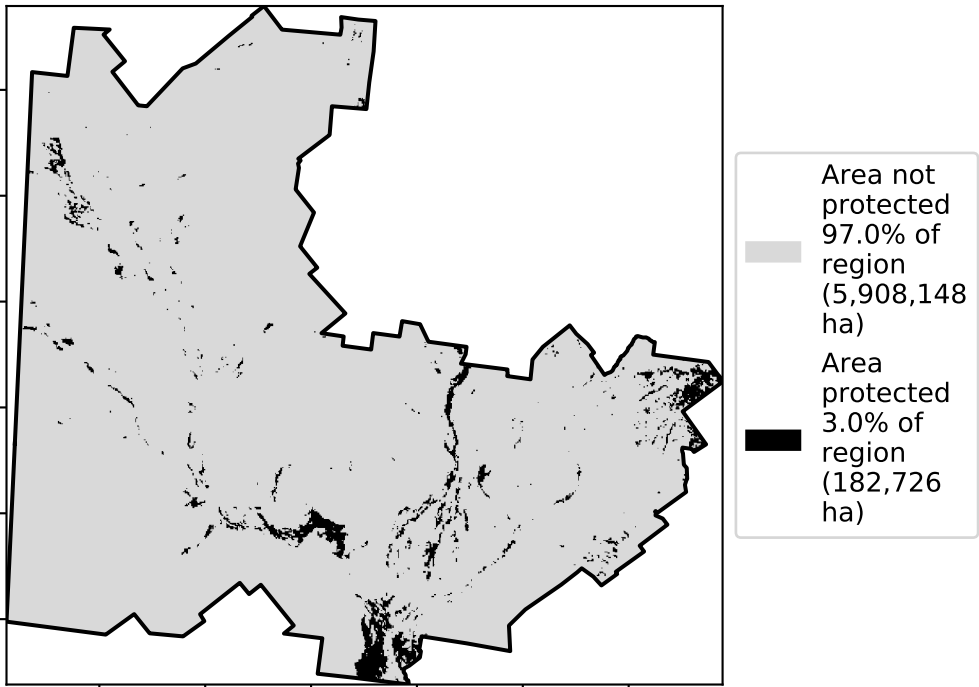 Area not
protected
97.0% of
region
(5,908,148
ha)
Area
protected
3.0% of
region
(182,726
ha)